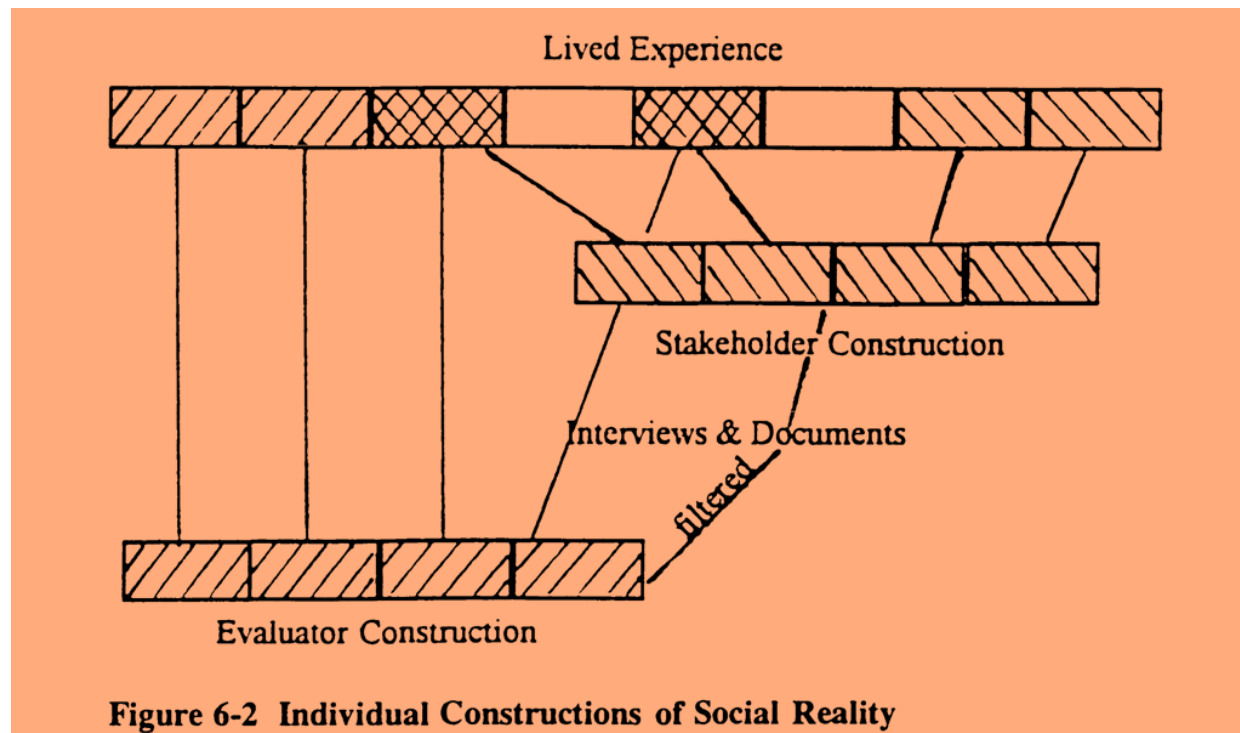 Lived Experience
Stakeholder Construction
Interviews & Documents
filtered
Evaluator Construction
Figure 6-2 Individual Constructions of Social Reality